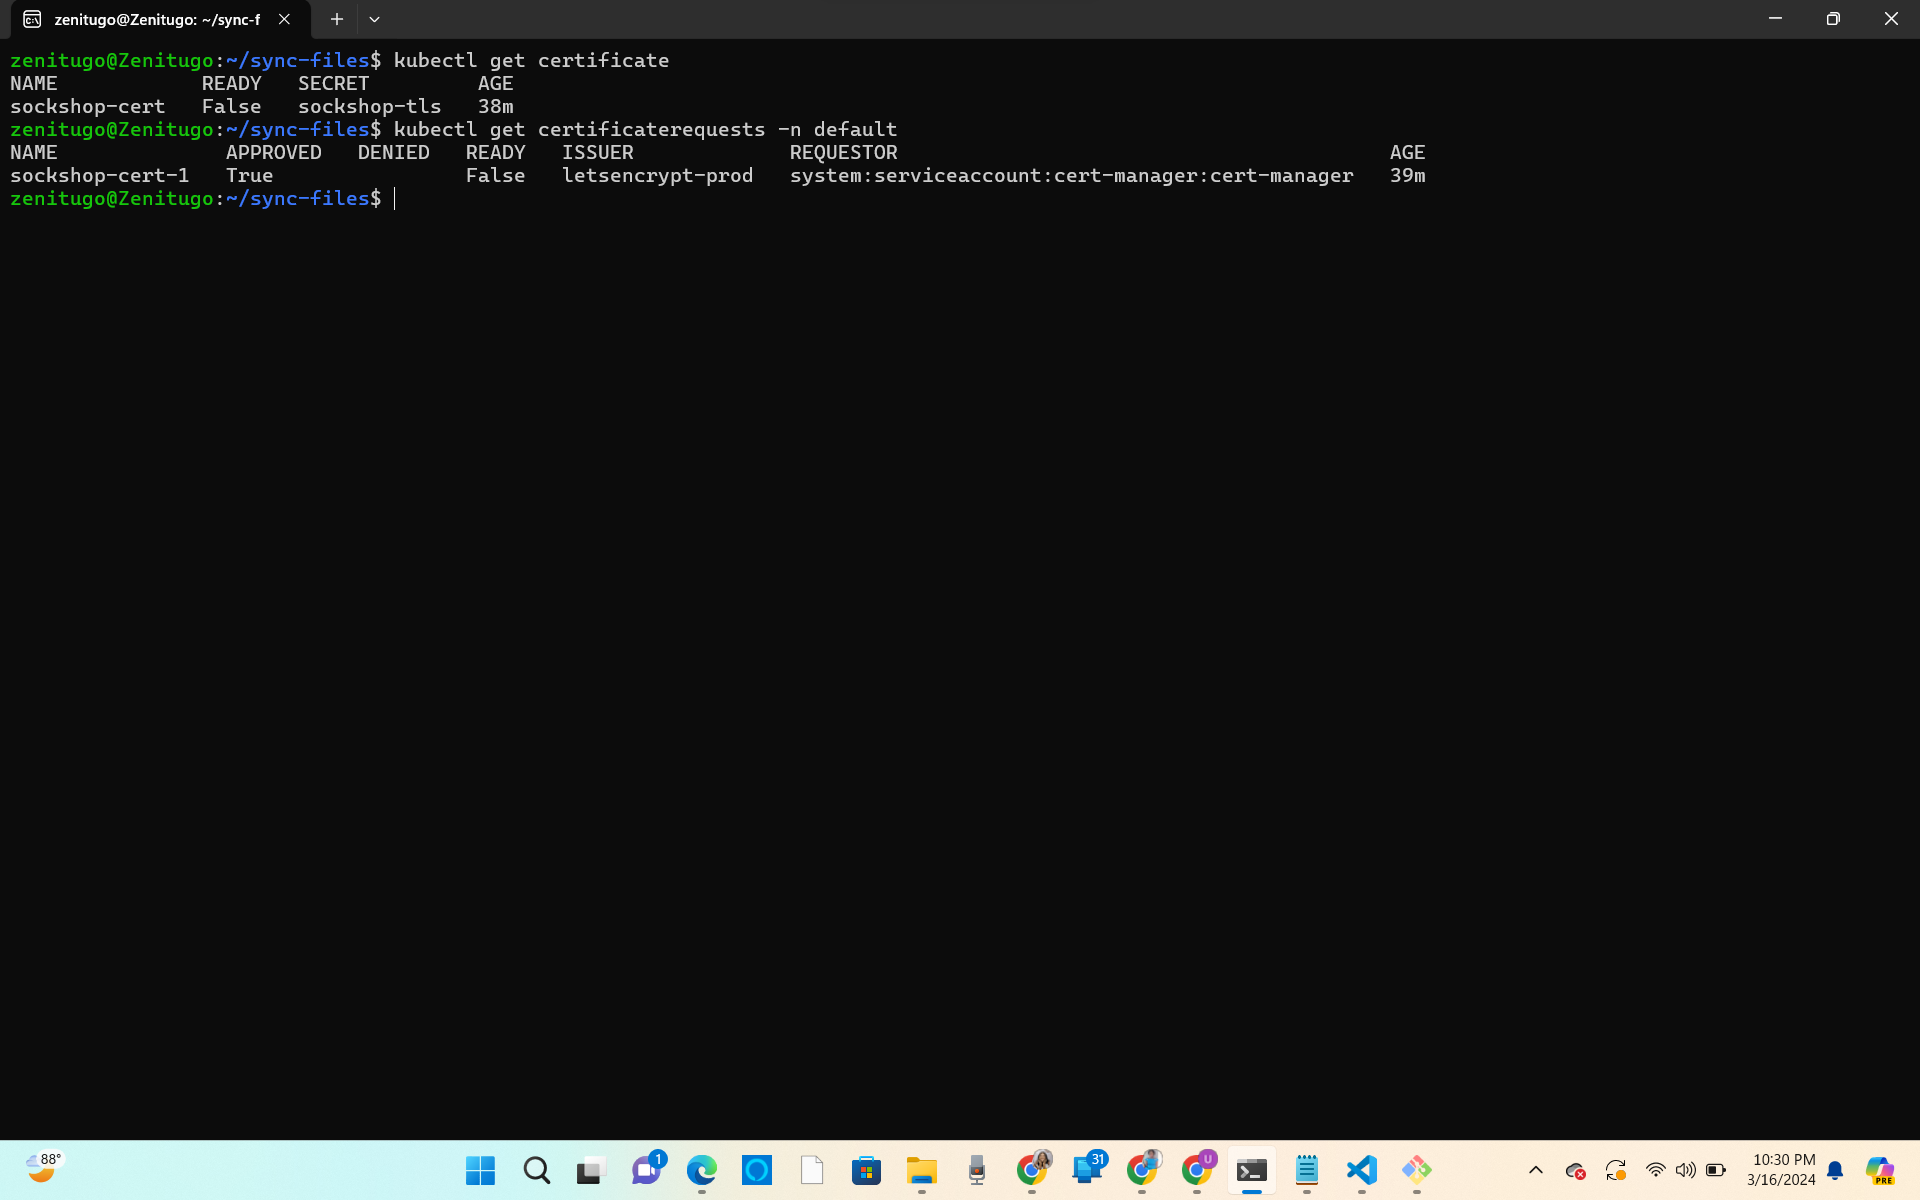 zenitugo@Zenitugo: ~/sync-f
zenitugo@Zenitugo:~/sync-files$ kubectl get certificate
NAME            READY   SECRET         AGE
sockshop-cert   False   sockshop-tls   38m
zenitugo@Zenitugo:~/sync-files$ kubectl get certificaterequests -n default
NAME              APPROVED   DENIED   READY   ISSUER             REQUESTOR                                         AGE
sockshop-cert-1   True                False   letsencrypt-prod   system:serviceaccount:cert-manager:cert-manager   39m
zenitugo@Zenitugo:~/sync-files$
88°
1
31
U
10:30 PM
3/16/2024
PRE